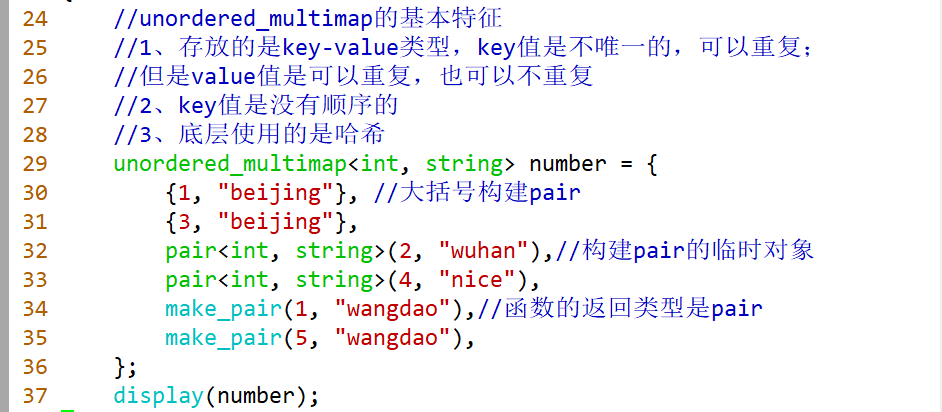 24 //unordered_multimap的基本特征
25 //1、存放的是key-value类型，key值是不唯一的，可以重复；
26 //但是value值是可以重复，也可以不重复
27 //2、key值是没有顺序的
28 //3、底层使用的是哈希
29 unordered_multimap<int, string> number = {
30 {1, "beijing"}, //大括号构建pair
31 {3, "beijing"},
32 pair<int, string>(2, "wuhan"),//构建pair的临时对象
33 pair<int, string>(4, "nice"),
34 make_pair(1, "wangdao"),//函数的返回类型是pair
35 make_pair(5, "wangdao"),
36 };
37 display(number);